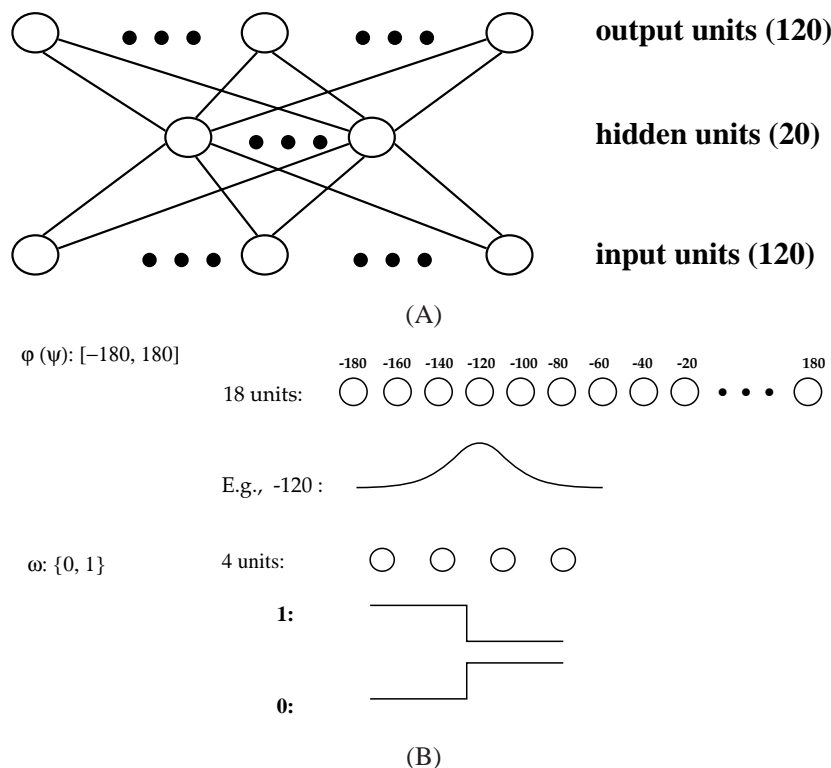 output units (120)
hidden units (20)
input units (120)
(A)
φ (ψ): [−180, 180]
-180 -160 -140 -120 -100 -80 -60 -40 -20 180
18 units:
E.g., -120 :
ω: {0, 1}
4 units:
1:
0:
(B)